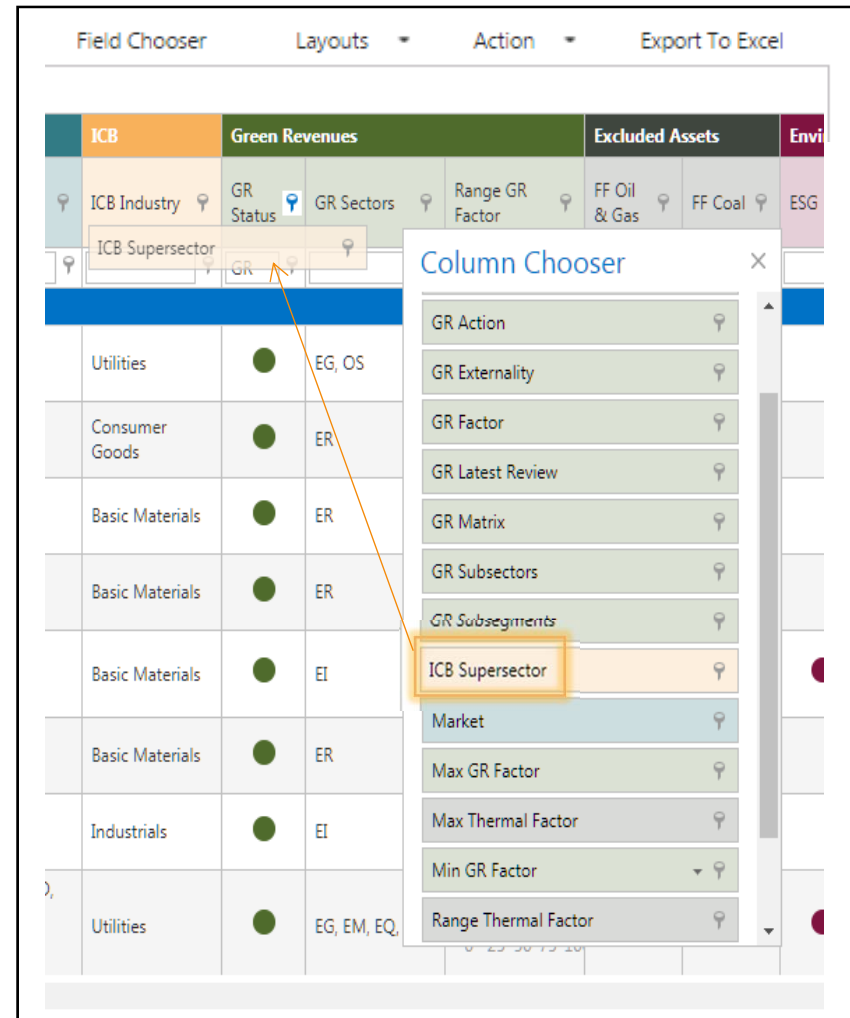 Field Chooser Layouts Action Export To Excel
ICB Green Revenues Excluded Assets Envi
ICB Industry GR Status GR Sectors Range GR Factor FF Oil & Gas FF Coal ESG
ICB Supersector
GR
Column Chooser
GR Action
GR Externality
GR Factor
GR Latest Review
GR Matrix
GR Subsectors
GR Subsegments
ICB Supersector
Market
Max GR Factor
Max Thermal Factor
Min GR Factor
Range Thermal Factor
Utilities EG, OS
Consumer Goods ER
Basic Materials ER
Basic Materials ER
Basic Materials EI
Basic Materials ER
Industrials EI
Utilities EG, EM, EQ,